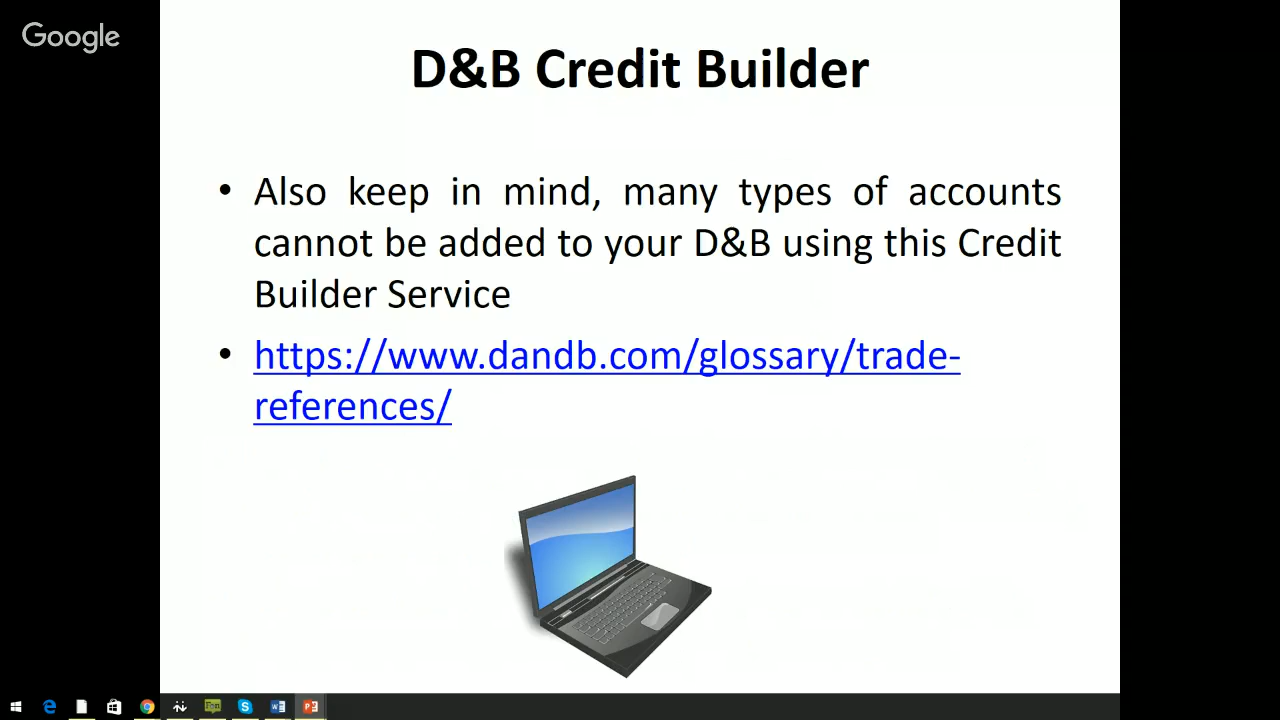 Google
D&B Credit Builder
• Also keep in mind, many types of accounts
cannot be added to your D&B using this Credit
Builder Service
• https://www.dandb.com/glossary/trade-
references/